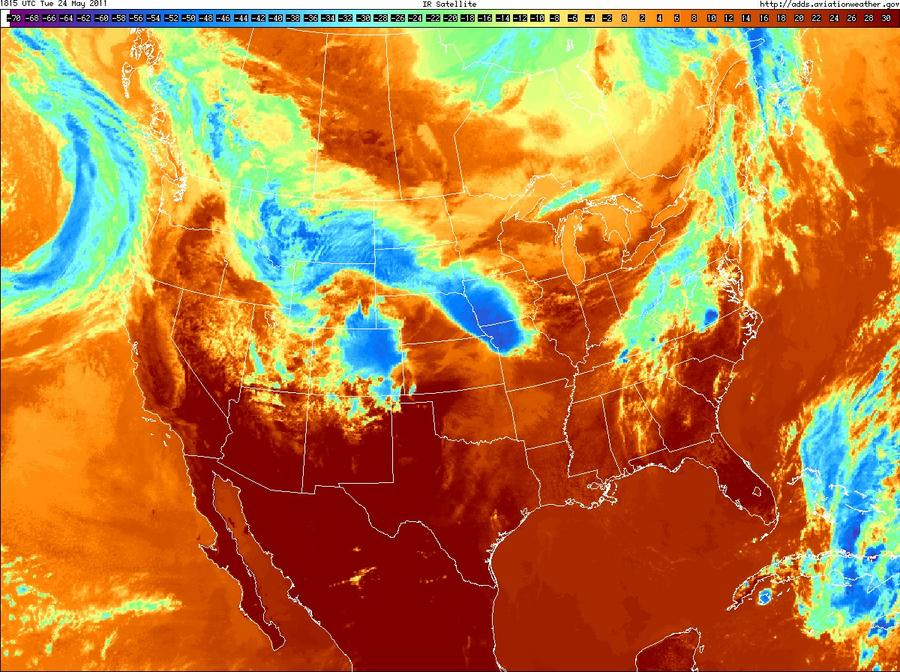 1815 UTC Tue 24 May 2011 IR Satellite http://adds.aviationweather.gov
-70 -68 -66 -64 -62 -60 -58 -56 -54 -52 -50 -48 -46 -44 -42 -40 -38 -36 -34 -32 -30 -28 -26 -24 -22 -20 -18 -16 -14 -12 -10 -8 -6 -4 -2 0 2 4 6 8 10 12 14 16 18 20 22 24 26 28 30